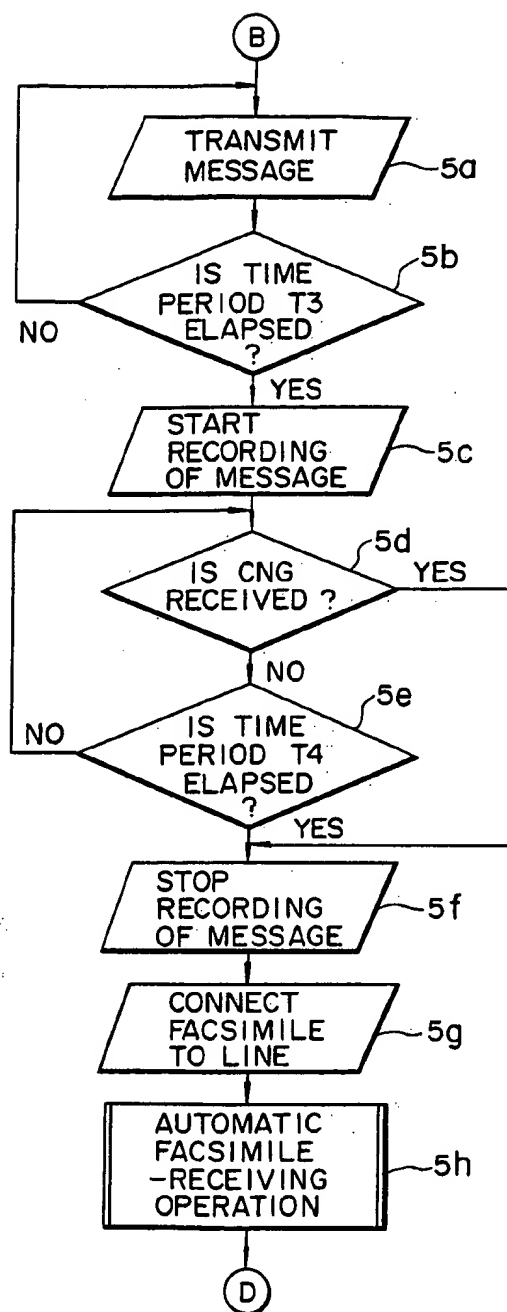 B
TRANSMIT
MESSAGE
5a
IS TIME
PERIOD T3
ELAPSED
?
5b
NO
YES
START
RECORDING
OF MESSAGE
5c
5d
IS CNG
RECEIVED ?
YES
NO
5e
IS TIME
PERIOD T4
ELAPSED
?
NO
YES
STOP
RECORDING
OF MESSAGE
5f
CONNECT
FACSIMILE
TO LINE
5g
AUTOMATIC
FACSIMILE
-RECEIVING
OPERATION
5h
D